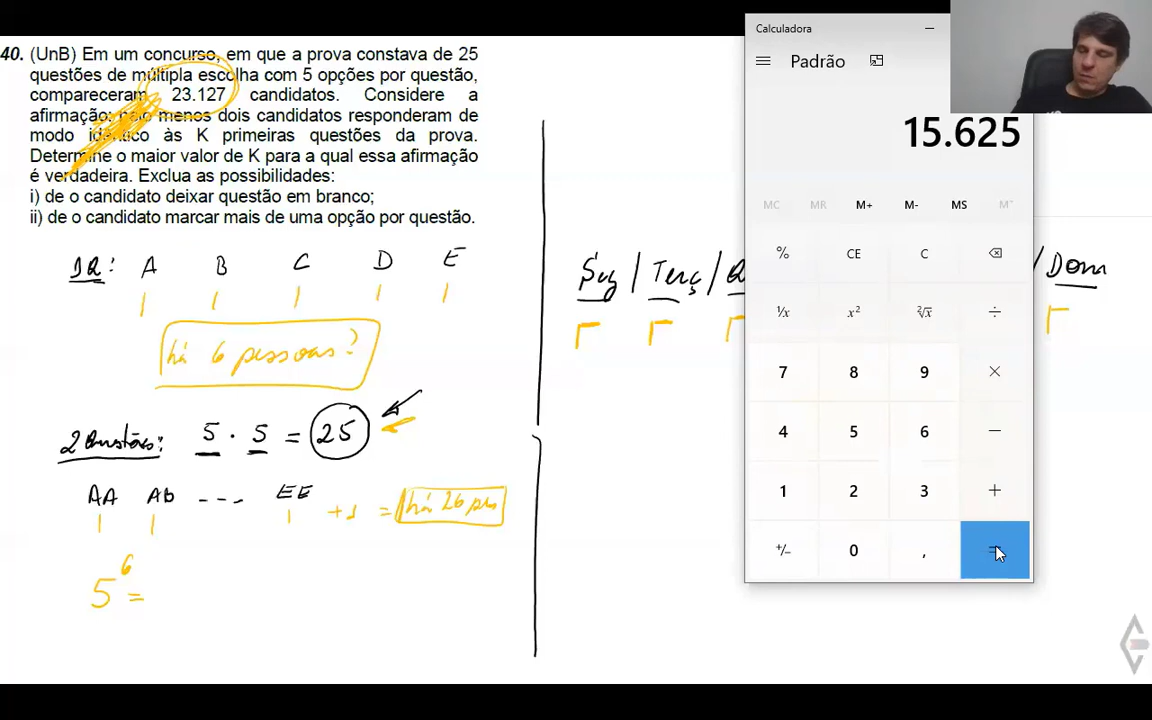 40. (UnB) Em um concurso, em que a prova constava de 25
questões de múltipla escolha com 5 opções por questão,
compareceram 23.127 candidatos. Considere a
afirmação: menos dois candidatos responderam de
modo idêntico às K primeiras questões da prova.
Determine o maior valor de K para a qual essa afirmação
é verdadeira. Exclua as possibilidades:
i) de o candidato deixar questão em branco;
ii) de o candidato marcar mais de uma opção por questão.
1Q: A B C D E
há 6 pessoas?
2 Questões: 5 . 5 = 25
AA AB --- EE +1 = há 26 pes
5^6 =
Seg / Terç / / Dom
Calculadora
Padrão
15.625
MC MR M+ M- MS M˅
% CE C ⌫
¹/x x² ²√x ÷
7 8 9 ×
4 5 6 −
1 2 3 +
+/− 0 , =